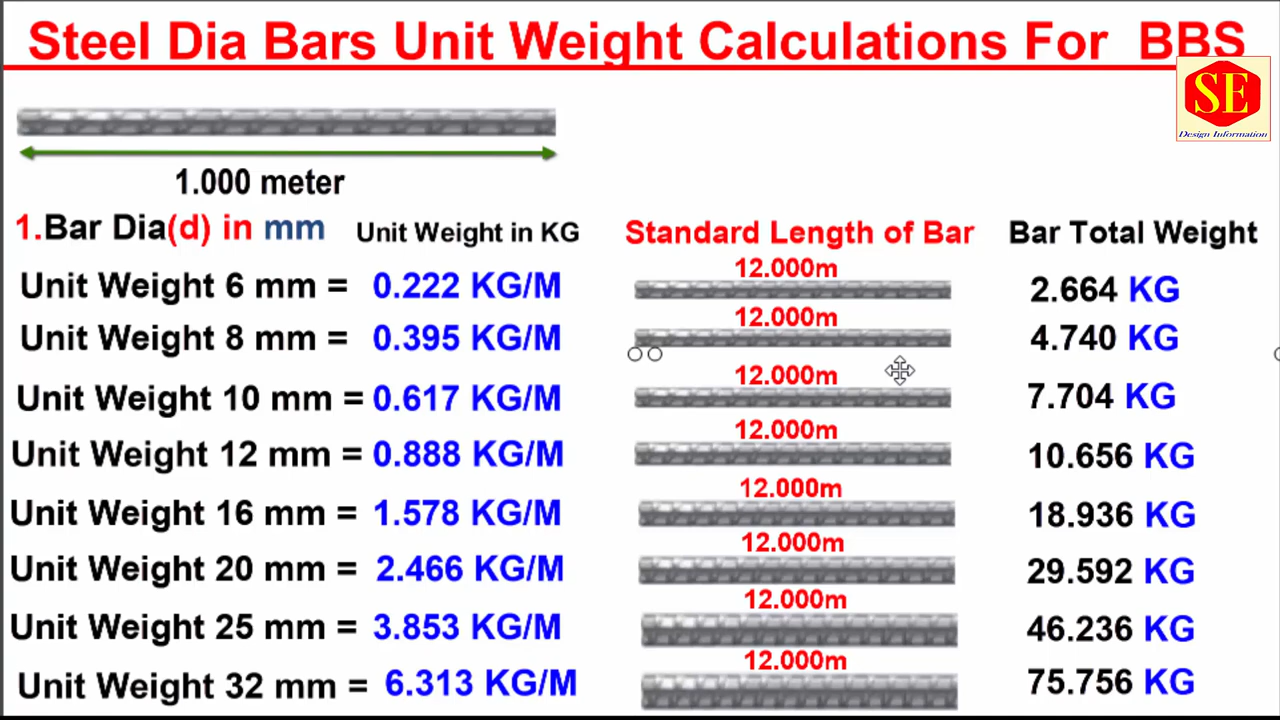 Steel Dia Bars Unit Weight Calculations For BBS
SE
Design Information
1.000 meter
1.Bar Dia(d) in mm Unit Weight in KG Standard Length of Bar Bar Total Weight
Unit Weight 6 mm = 0.222 KG/M 12.000m 2.664 KG
Unit Weight 8 mm = 0.395 KG/M 12.000m 4.740 KG
Unit Weight 10 mm = 0.617 KG/M 12.000m 7.704 KG
Unit Weight 12 mm = 0.888 KG/M 12.000m 10.656 KG
Unit Weight 16 mm = 1.578 KG/M 12.000m 18.936 KG
Unit Weight 20 mm = 2.466 KG/M 12.000m 29.592 KG
Unit Weight 25 mm = 3.853 KG/M 12.000m 46.236 KG
Unit Weight 32 mm = 6.313 KG/M 12.000m 75.756 KG